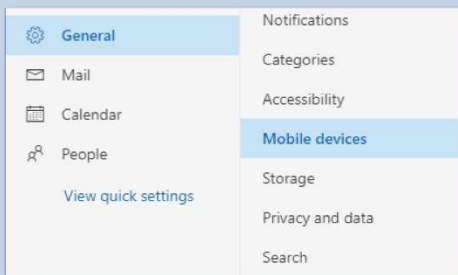 General
Mail
Calendar
People
View quick settings
Notifications
Categories
Accessibility
Mobile devices
Storage
Privacy and data
Search